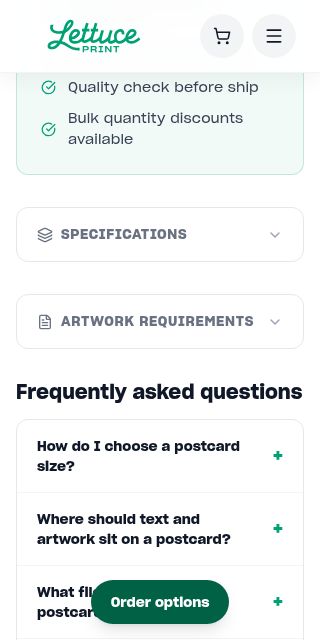 Lettuce
PRINT
Quality check before ship
Bulk quantity discounts
available
SPECIFICATIONS
ARTWORK REQUIREMENTS
Frequently asked questions
How do I choose a postcard
size?
+
Where should text and
artwork sit on a postcard?
+
What
+
Order options